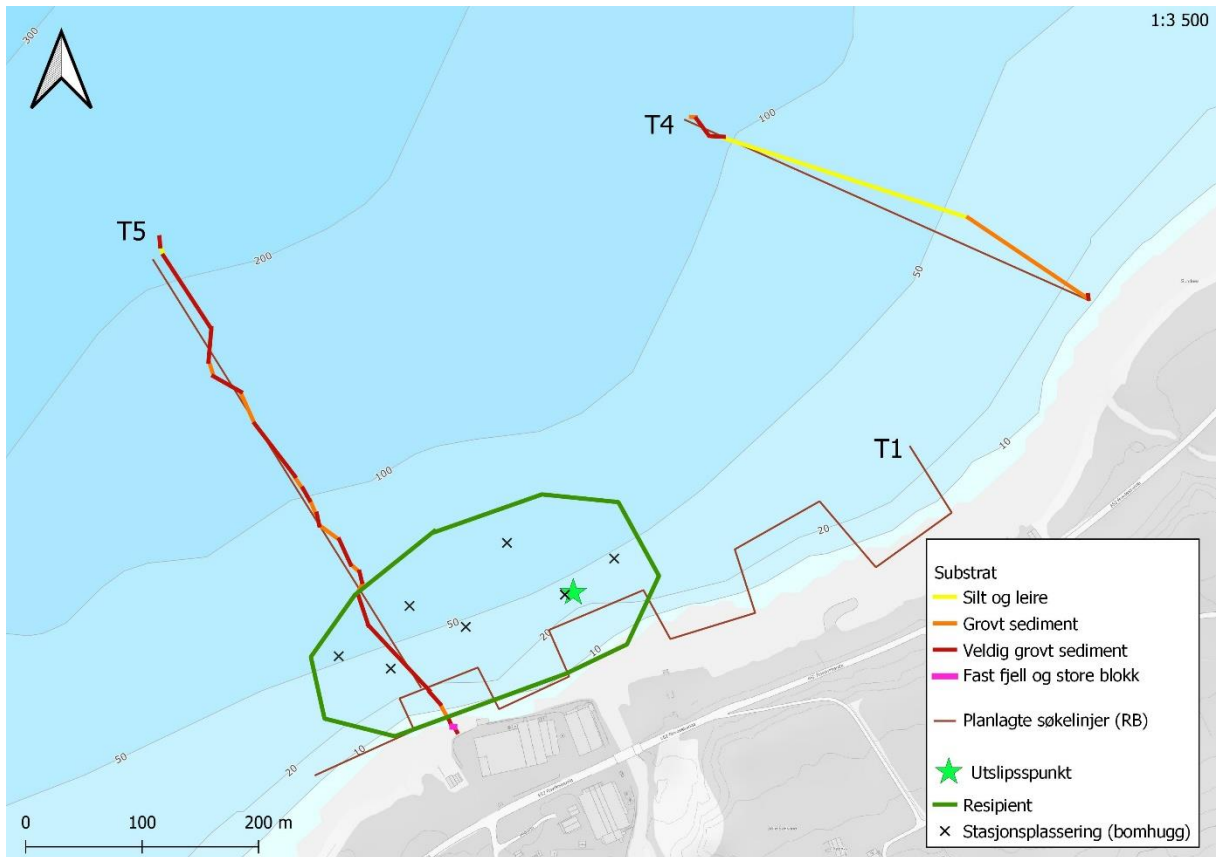 1:3 500
300
T4
100
T5
200
50
T1
10
100
20
50
20
10
50
20
10
Substrat
Silt og leire
Grovt sediment
Veldig grovt sediment
Fast fjell og store blokk
Planlagte søkelinjer (RB)
Utslipsspunkt
Resipient
Stasjonsplassering (bomhugg)
0 100 200 m